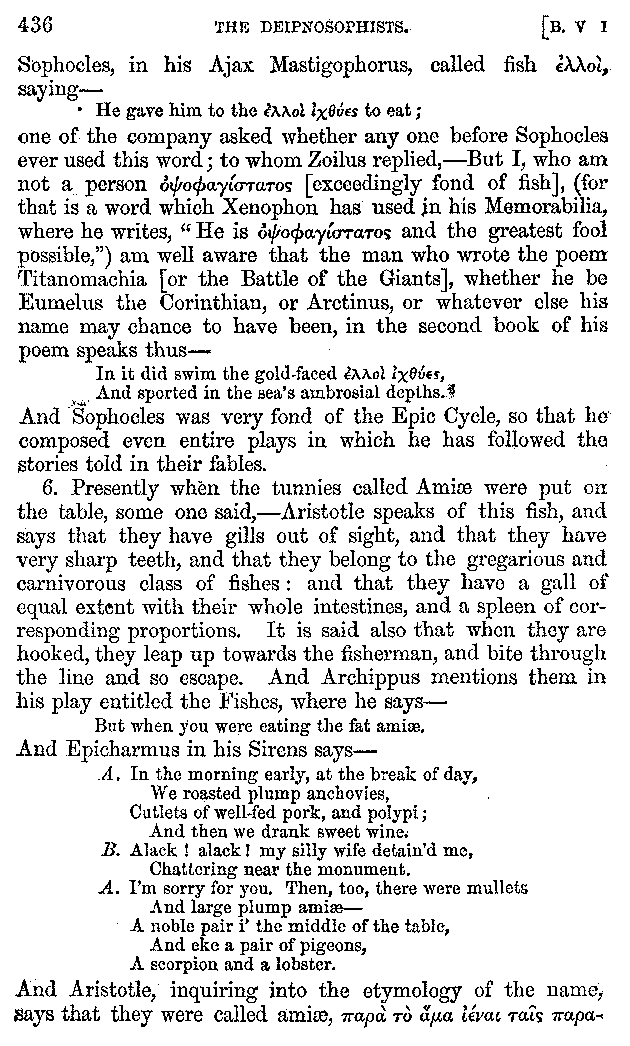 436 THE DEIPNOSOPHISTS. [B. V I
Sophocles, in his Ajax Mastigophorus, called fish ἐλλοὶ,
saying—
He gave him to the ἐλλοὶ ἰχθύες to eat;
one of the company asked whether any one before Sophocles
ever used this word; to whom Zoilus replied,—But I, who am
not a person ὀψοφαγίστατος [exceedingly fond of fish], (for
that is a word which Xenophon has used in his Memorabilia,
where he writes, “He is ὀψοφαγίστατος and the greatest fool
possible,”) am well aware that the man who wrote the poem
Titanomachia [or the Battle of the Giants], whether he be
Eumelus the Corinthian, or Arctinus, or whatever else his
name may chance to have been, in the second book of his
poem speaks thus—
In it did swim the gold-faced ἐλλοὶ ἰχθύες,
And sported in the sea's ambrosial depths.
And Sophocles was very fond of the Epic Cycle, so that he
composed even entire plays in which he has followed the
stories told in their fables.
6. Presently when the tunnies called Amiæ were put on
the table, some one said,—Aristotle speaks of this fish, and
says that they have gills out of sight, and that they have
very sharp teeth, and that they belong to the gregarious and
carnivorous class of fishes: and that they have a gall of
equal extent with their whole intestines, and a spleen of cor-
responding proportions. It is said also that when they are
hooked, they leap up towards the fisherman, and bite through
the line and so escape. And Archippus mentions them in
his play entitled the Fishes, where he says—
But when you were eating the fat amiæ.
And Epicharmus in his Sirens says—
A. In the morning early, at the break of day,
We roasted plump anchovies,
Cutlets of well-fed pork, and polypi;
And then we drank sweet wine.
B. Alack! alack! my silly wife detain'd me,
Chattering near the monument.
A. I'm sorry for you. Then, too, there were mullets
And large plump amiæ—
A noble pair i' the middle of the table,
And eke a pair of pigeons,
A scorpion and a lobster.
And Aristotle, inquiring into the etymology of the name,
says that they were called amiæ, παρὰ τὸ ἅμα ἰέναι ταῖς παρα-